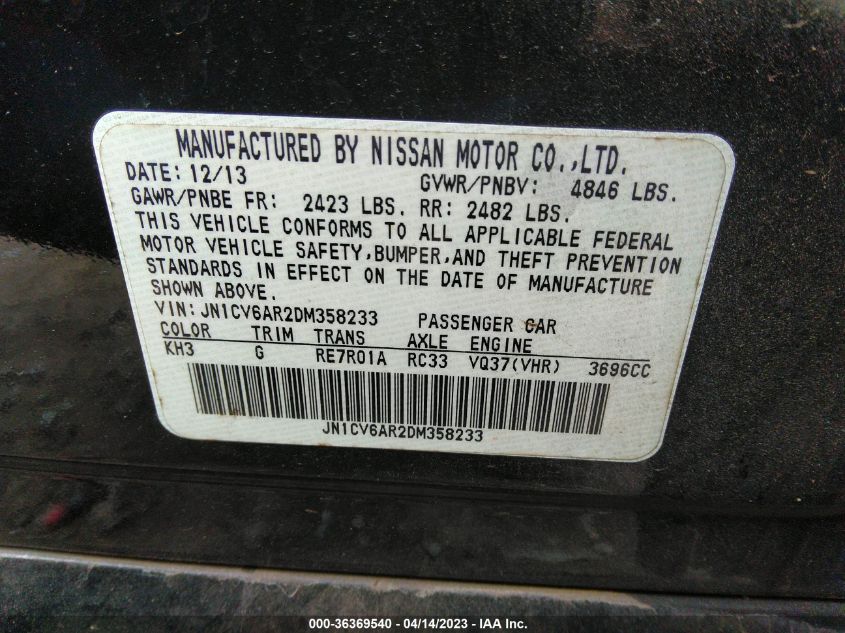 MANUFACTURED BY NISSAN MOTOR CO.,LTD.
DATE: 12/13 GVWR/PNBV: 4846 LBS.
GAWR/PNBE FR: 2423 LBS. RR: 2482 LBS.
THIS VEHICLE CONFORMS TO ALL APPLICABLE FEDERAL
MOTOR VEHICLE SAFETY,BUMPER,AND THEFT PREVENTION
STANDARDS IN EFFECT ON THE DATE OF MANUFACTURE
SHOWN ABOVE.
VIN: JN1CV6AR2DM358233 PASSENGER CAR
COLOR TRIM TRANS AXLE ENGINE
KH3 G RE7R01A RC33 VQ37(VHR) 3696CC
JN1CV6AR2DM358233
000-36369540 - 04/14/2023 - IAA Inc.